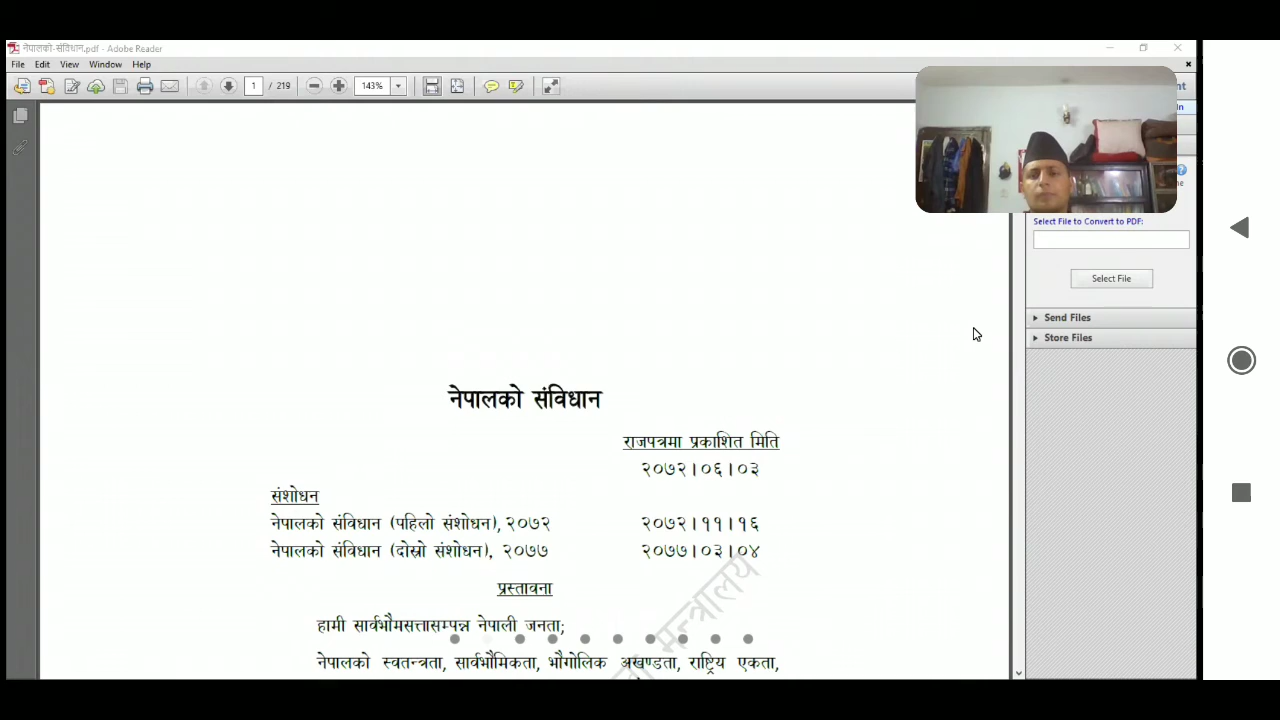 नेपालको-संविधान.pdf - Adobe Reader
File Edit View Window Help
1 / 219 143%
Select File to Convert to PDF:
Select File
Send Files
Store Files
नेपालको संविधान
राजपत्रमा प्रकाशित मिति
२०७२।०६।०३
संशोधन
नेपालको संविधान (पहिलो संशोधन), २०७२ २०७२।११।१६
नेपालको संविधान (दोस्रो संशोधन), २०७७ २०७७।०३।०४
प्रस्तावना
हामी सार्वभौमसत्तासम्पन्न नेपाली जनता;
नेपालको स्वतन्त्रता, सार्वभौमिकता, भौगोलिक अखण्डता, राष्ट्रिय एकता,
मन्त्रालय